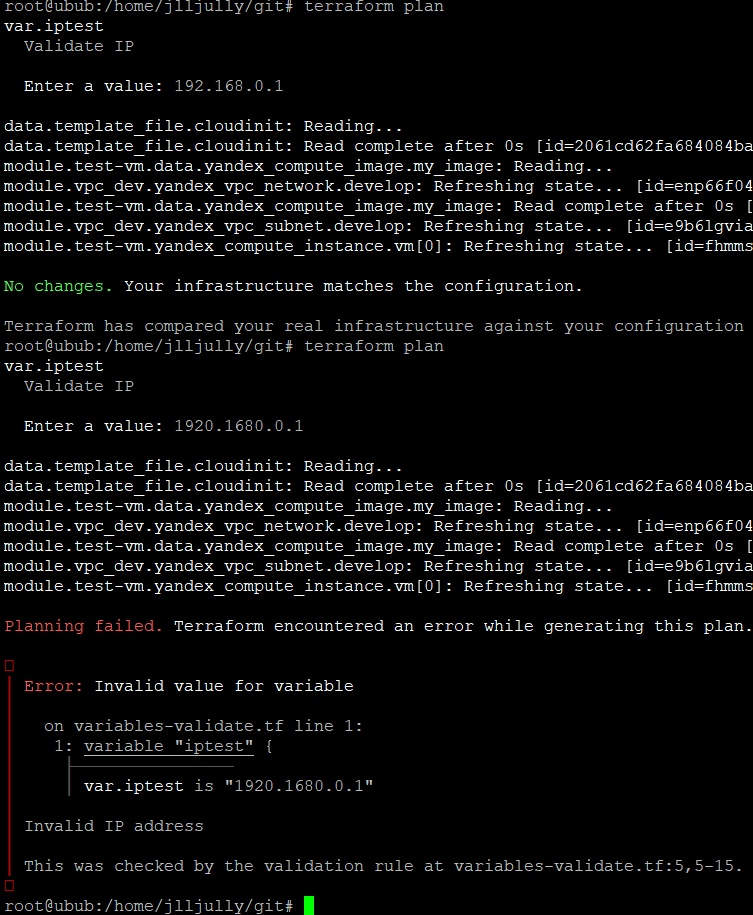 root@ubub:/home/jlljully/git# terraform plan
var.iptest
  Validate IP

  Enter a value: 192.168.0.1

data.template_file.cloudinit: Reading...
data.template_file.cloudinit: Read complete after 0s [id=2061cd62fa684084ba
module.test-vm.data.yandex_compute_image.my_image: Reading...
module.vpc_dev.yandex_vpc_network.develop: Refreshing state... [id=enp66f04
module.test-vm.data.yandex_compute_image.my_image: Read complete after 0s [
module.vpc_dev.yandex_vpc_subnet.develop: Refreshing state... [id=e9b6lgvia
module.test-vm.yandex_compute_instance.vm[0]: Refreshing state... [id=fhmms

No changes. Your infrastructure matches the configuration.

Terraform has compared your real infrastructure against your configuration
root@ubub:/home/jlljully/git# terraform plan
var.iptest
  Validate IP

  Enter a value: 1920.1680.0.1

data.template_file.cloudinit: Reading...
data.template_file.cloudinit: Read complete after 0s [id=2061cd62fa684084ba
module.test-vm.data.yandex_compute_image.my_image: Reading...
module.vpc_dev.yandex_vpc_network.develop: Refreshing state... [id=enp66f04
module.test-vm.data.yandex_compute_image.my_image: Read complete after 0s [
module.vpc_dev.yandex_vpc_subnet.develop: Refreshing state... [id=e9b6lgvia
module.test-vm.yandex_compute_instance.vm[0]: Refreshing state... [id=fhmms

Planning failed. Terraform encountered an error while generating this plan.

  Error: Invalid value for variable

    on variables-validate.tf line 1:
     1: variable "iptest" {
        var.iptest is "1920.1680.0.1"

  Invalid IP address

  This was checked by the validation rule at variables-validate.tf:5,5-15.
root@ubub:/home/jlljully/git#